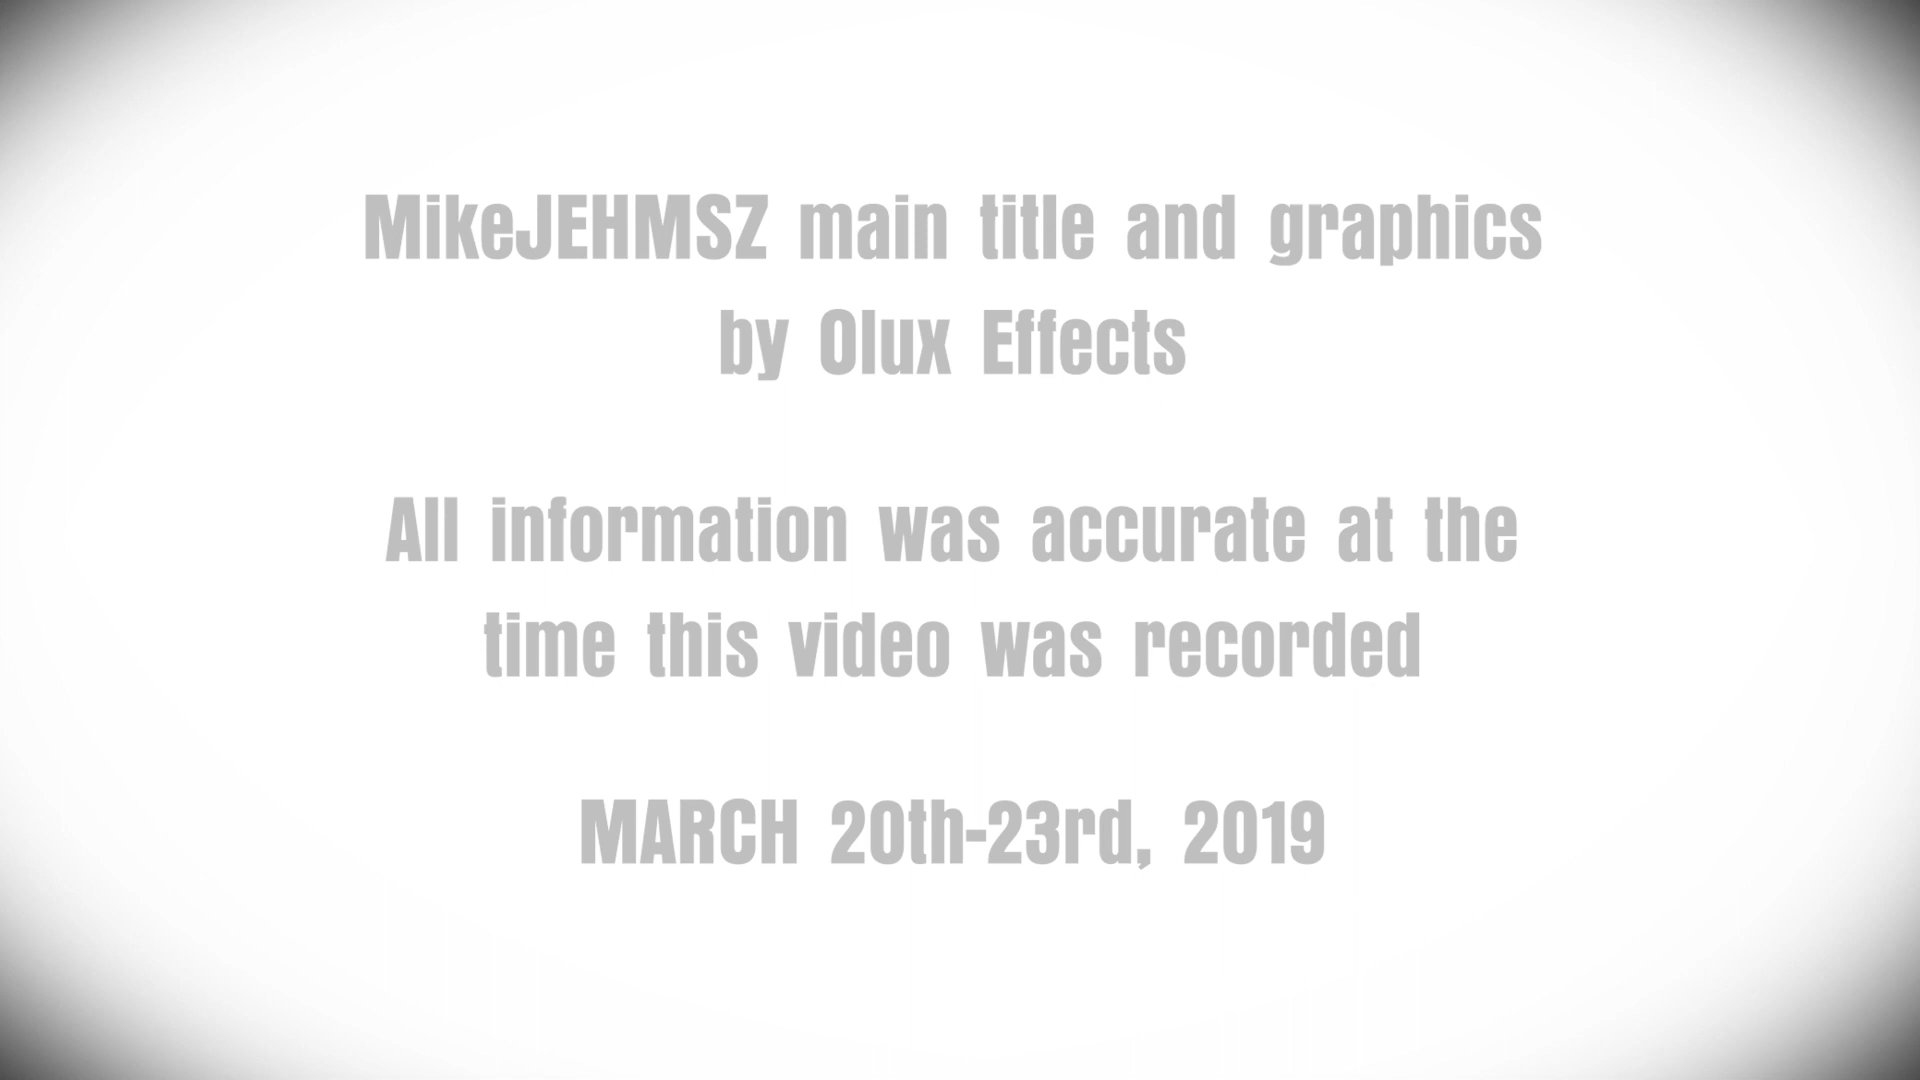 MikeJEHMSZ main title and graphics
by Olux Effects
All information was accurate at the
time this video was recorded
MARCH 20th-23rd, 2019